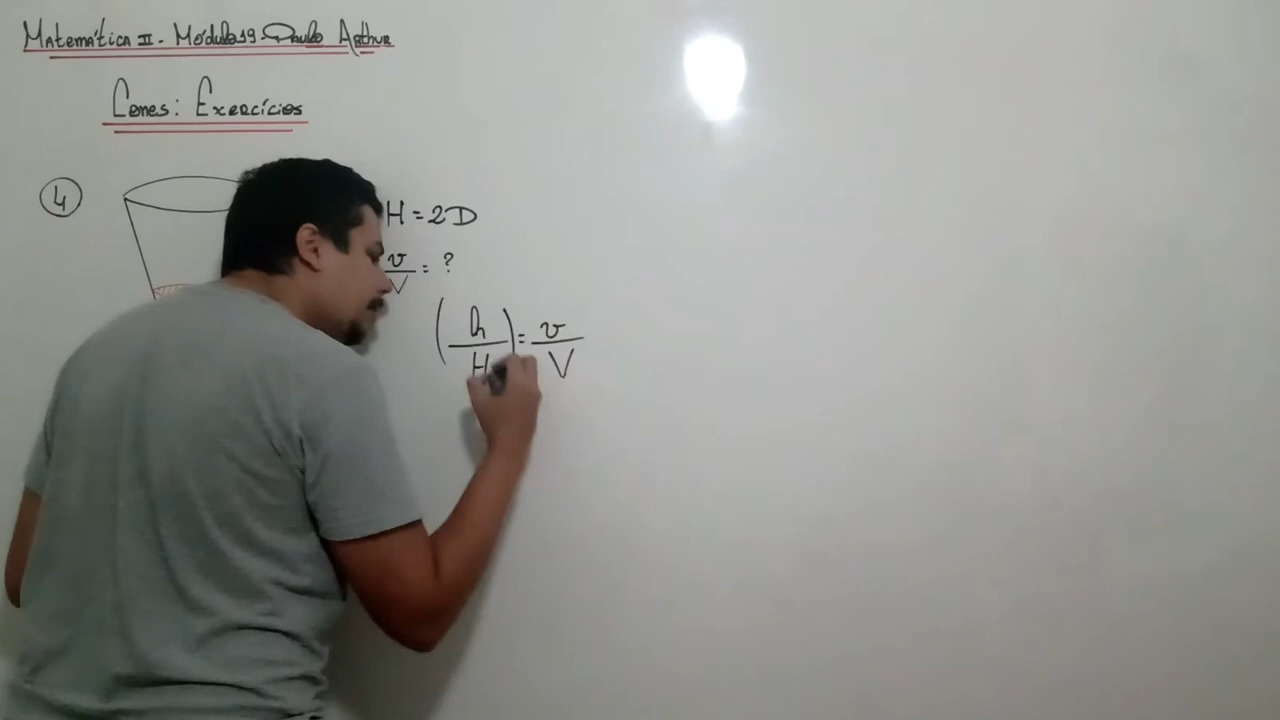 Matemática II - Módulo 19 - Paulo Arthur
Cones: Exercícios
4
H = 2D
v/V = ?
(h/H) = v/V